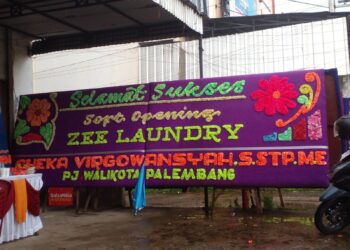 Selamat Sukses
Soft Opening
ZEE LAUNDRY
CHEKA VIRGOWANSYAH.S.STP.ME
PJ WALIKOTA PALEMBANG